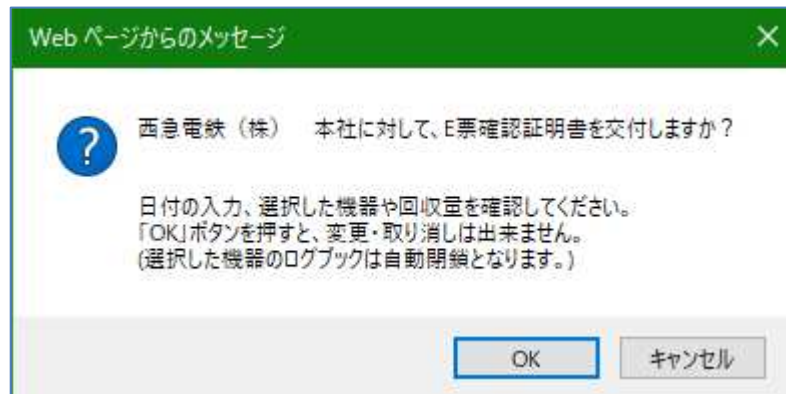 Web ページからのメッセージ
西急電鉄（株）　本社に対して、E票確認証明書を交付しますか？
日付の入力、選択した機器や回収量を確認してください。
「OK」ボタンを押すと、変更・取り消しは出来ません。
(選択した機器のログブックは自動閉鎖となります。)
OK
キャンセル